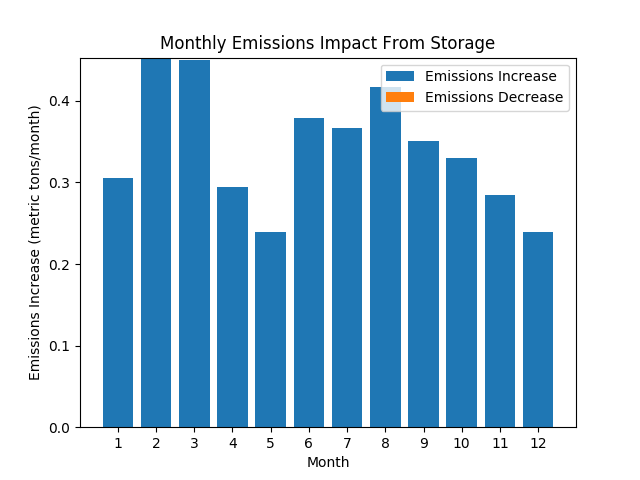 Monthly Emissions Impact From Storage
Emissions Increase
Emissions Decrease
Emissions Increase (metric tons/month)
0.4
0.3
0.2
0.1
0.0
1 2 3 4 5 6 7 8 9 10 11 12
Month